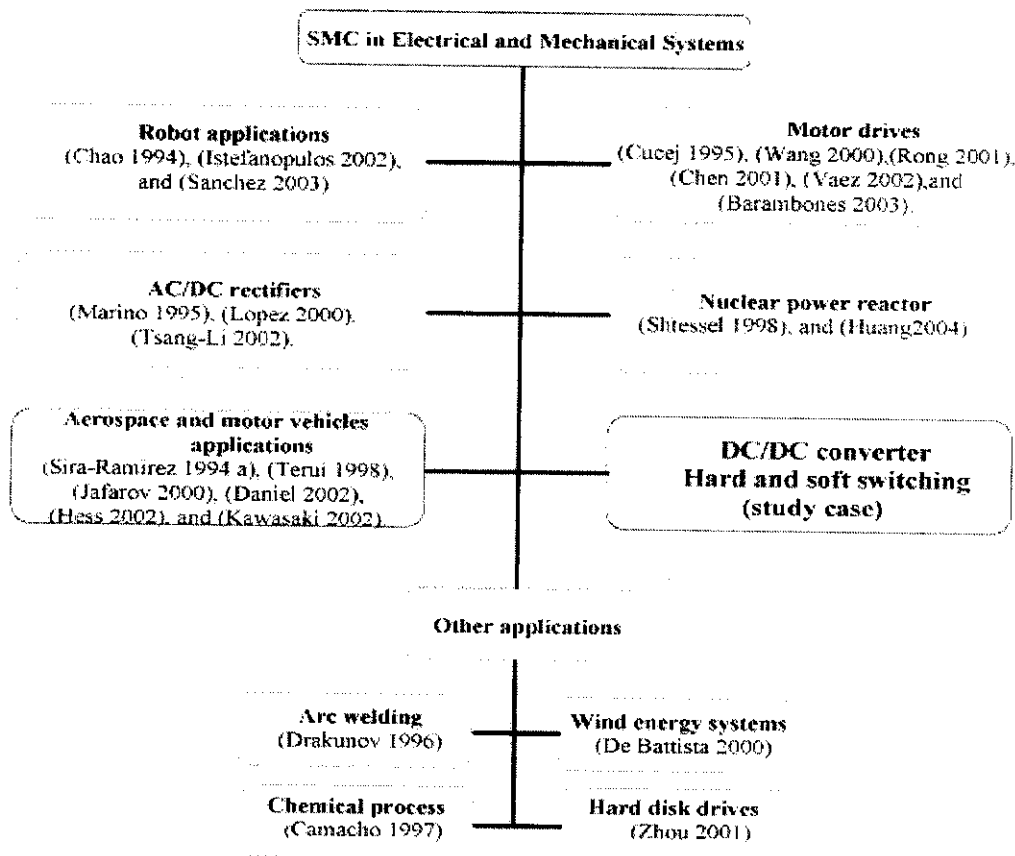 SMC in Electrical and Mechanical Systems
Robot applications
(Chao 1994), (Istefanopulos 2002),
and (Sanchez 2003)
Motor drives
(Cucej 1995), (Wang 2000),(Rong 2001),
(Chen 2001), (Vaez 2002),and
(Barambones 2003).
AC/DC rectifiers
(Marino 1995), (Lopez 2000),
(Tsang-Li 2002).
Nuclear power reactor
(Shtessel 1998), and (Huang2004)
Aerospace and motor vehicles
applications
(Sira-Ramirez 1994 a), (Terui 1998),
(Jafarov 2000), (Daniel 2002),
(Hess 2002), and (Kawasaki 2002)
DC/DC converter
Hard and soft switching
(study case)
Other applications
Arc welding
(Drakunov 1996)
Wind energy systems
(De Battista 2000)
Chemical process
(Camacho 1997)
Hard disk drives
(Zhou 2001)